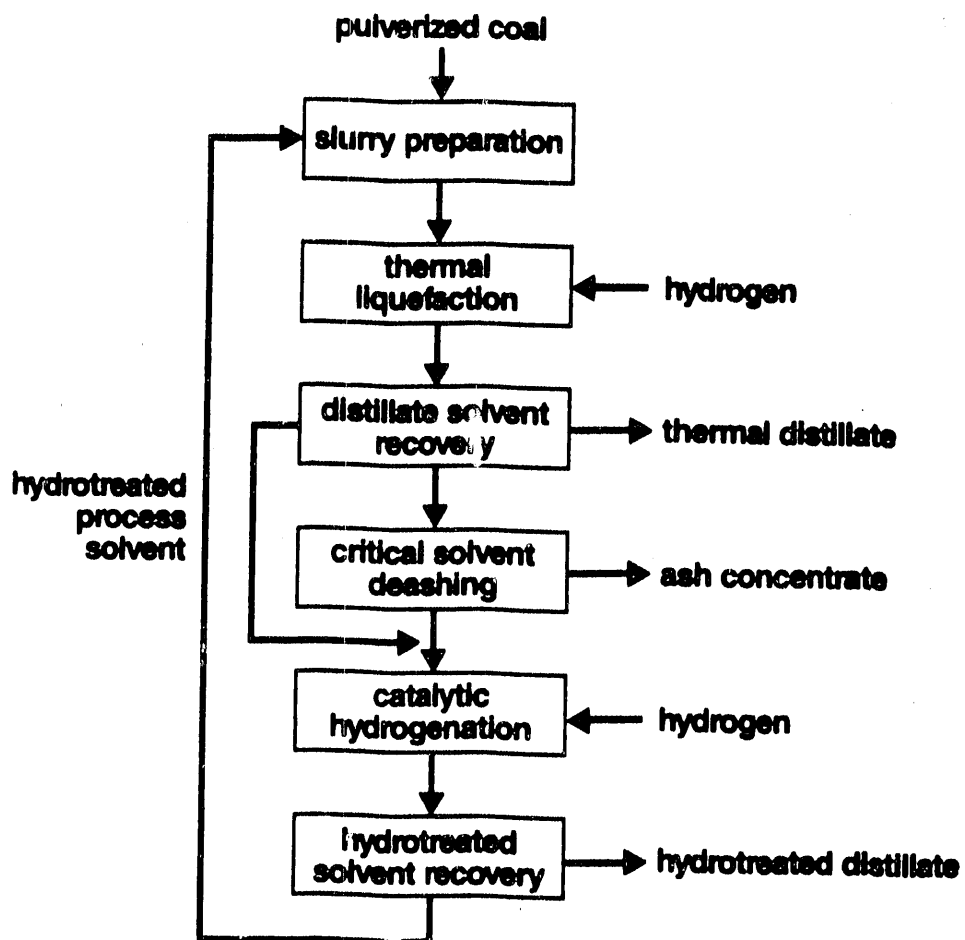 pulverized coal
slurry preparation
thermal
liquefaction
hydrogen
distillate solvent
recovery
thermal distillate
hydrotreated
process
solvent
critical solvent
deashing
ash concentrate
catalytic
hydrogenation
hydrogen
hydrotreated
solvent recovery
hydrotreated distillate